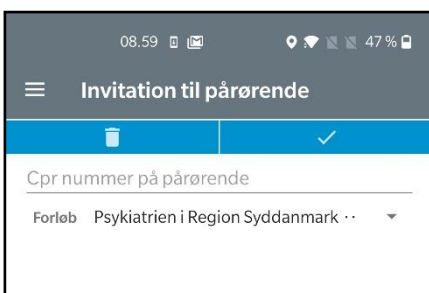 08.59 47 %
Invitation til pårørende
Cpr nummer på pårørende
Forløb Psykiatrien i Region Syddanmark ··